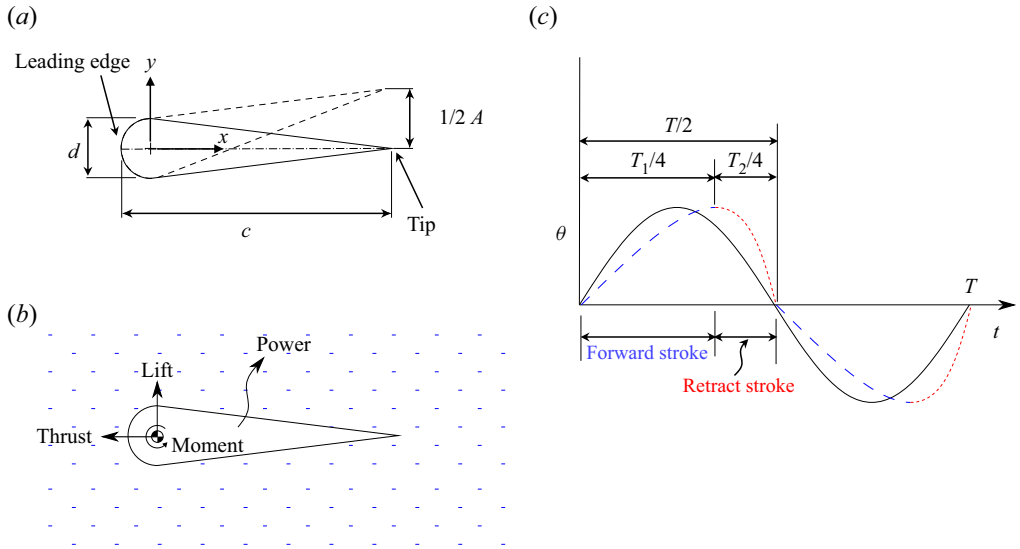 (a)
Leading edge
y
x
d
1/2 A
c
Tip
(b)
Power
Lift
Thrust
Moment
(c)
T/2
T1/4
T2/4
θ
T
t
Forward stroke
Retract stroke